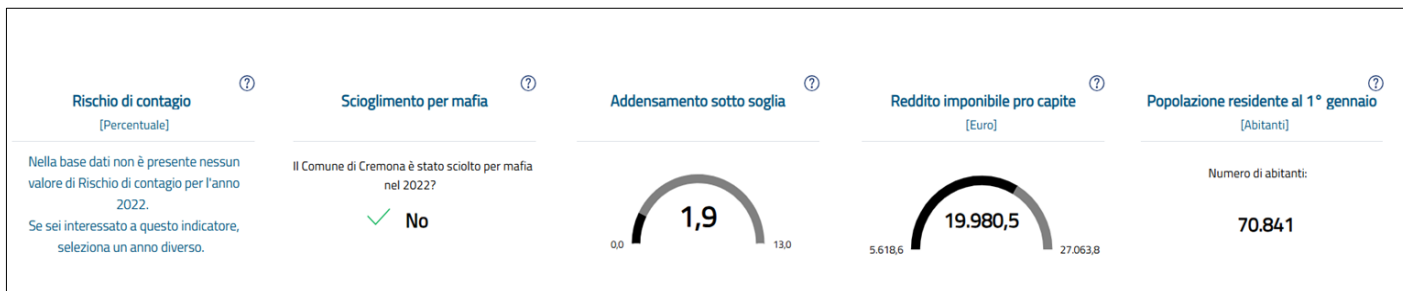 ?
Rischio di contagio
[Percentuale]
Nella base dati non è presente nessun
valore di Rischio di contagio per l'anno
2022.
Se sei interessato a questo indicatore,
seleziona un anno diverso.
?
Scioglimento per mafia
Il Comune di Cremona è stato sciolto per mafia
nel 2022?
No
?
Addensamento sotto soglia
1,9
0,0
13,0
?
Reddito imponibile pro capite
[Euro]
19.980,5
5.618,6
27.063,8
?
Popolazione residente al 1° gennaio
[Abitanti]
Numero di abitanti:
70.841